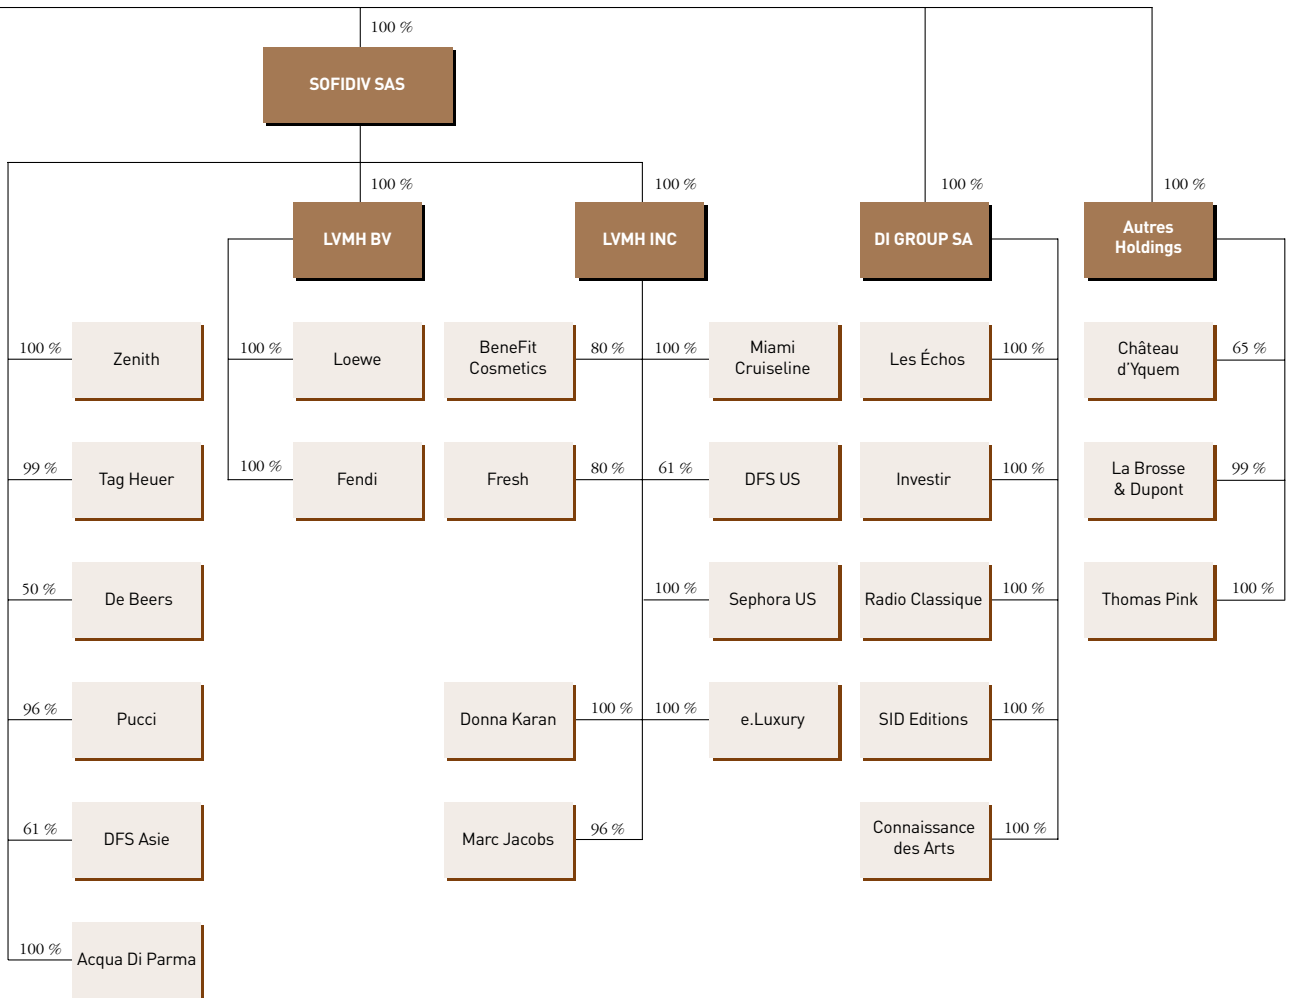 100 %
SOFIDIV SAS
100 %
100 %
100 %
100 %
LVMH BV
LVMH INC
DI GROUP SA
Autres
Holdings
100 %
Zenith
100 %
Loewe
BeneFit
Cosmetics
80 %
100 %
Miami
Cruiseline
Les Échos
100 %
Château
d'Yquem
65 %
99 %
Tag Heuer
100 %
Fendi
Fresh
80 %
61 %
DFS US
Investir
100 %
La Brosse
& Dupont
99 %
50 %
De Beers
100 %
Sephora US
Radio Classique
100 %
Thomas Pink
100 %
96 %
Pucci
Donna Karan
100 %
100 %
e.Luxury
SID Editions
100 %
61 %
DFS Asie
Marc Jacobs
96 %
Connaissance
des Arts
100 %
100 %
Acqua Di Parma